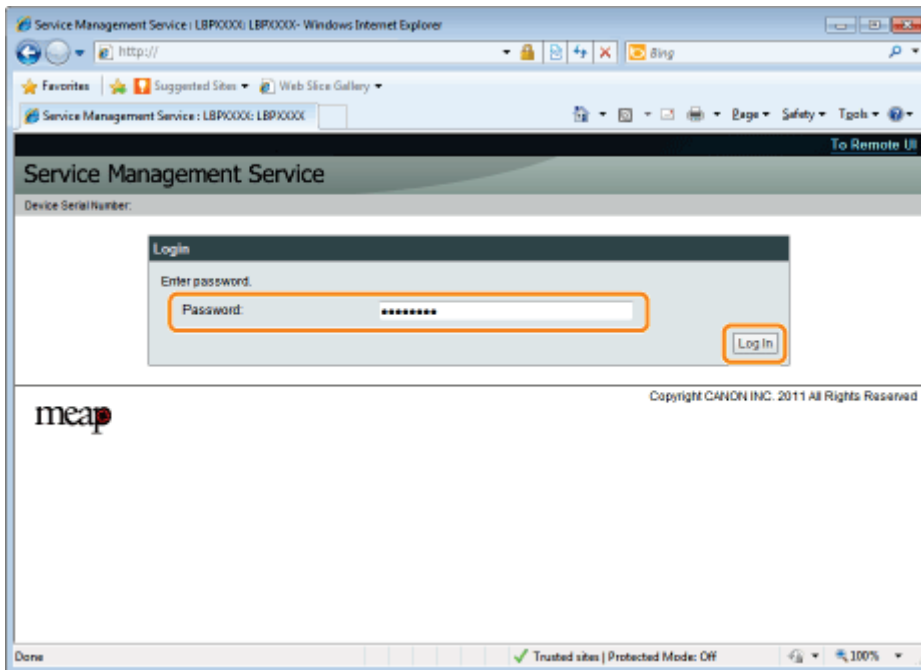 Service Management Service : LBPXXXX: LBPXXXX- Windows Internet Explorer
http://
Bing
Favorites Suggested Sites Web Slice Gallery
Service Management Service : LBPXXXX: LBPXXXX
Page Safety Tools
To Remote UI
Service Management Service
Device Serial Number:
Login
Enter password.
Password: ••••••••
Log In
Copyright CANON INC. 2011 All Rights Reserved
meap
Done Trusted sites | Protected Mode: Off 100%